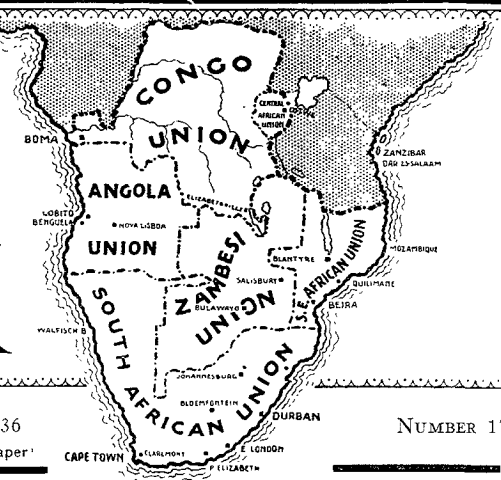 CONGO
UNION
CENTRAL
AFRICAN
UNION
BOMA
ZANZIBAR
DAR ES SALAAM
ANGOLA
UNION
ELIZABETHVILLE
LOBITO
BENGUELA
NOVA LISBOA
ZAMBESI
UNION
BLANTYRE
S.E. AFRICAN UNION
MOZAMBIQUE
SALISBURY
QUILIMANE
BULAWAYO
BEIRA
SOUTH AFRICAN UNION
WALFISCH B
JOHANNESBURG
BLOEMFONTEIN
DURBAN
CAPE TOWN
CLAREMONT
E LONDON
P ELIZABETH
36
aper'
NUMBER 17